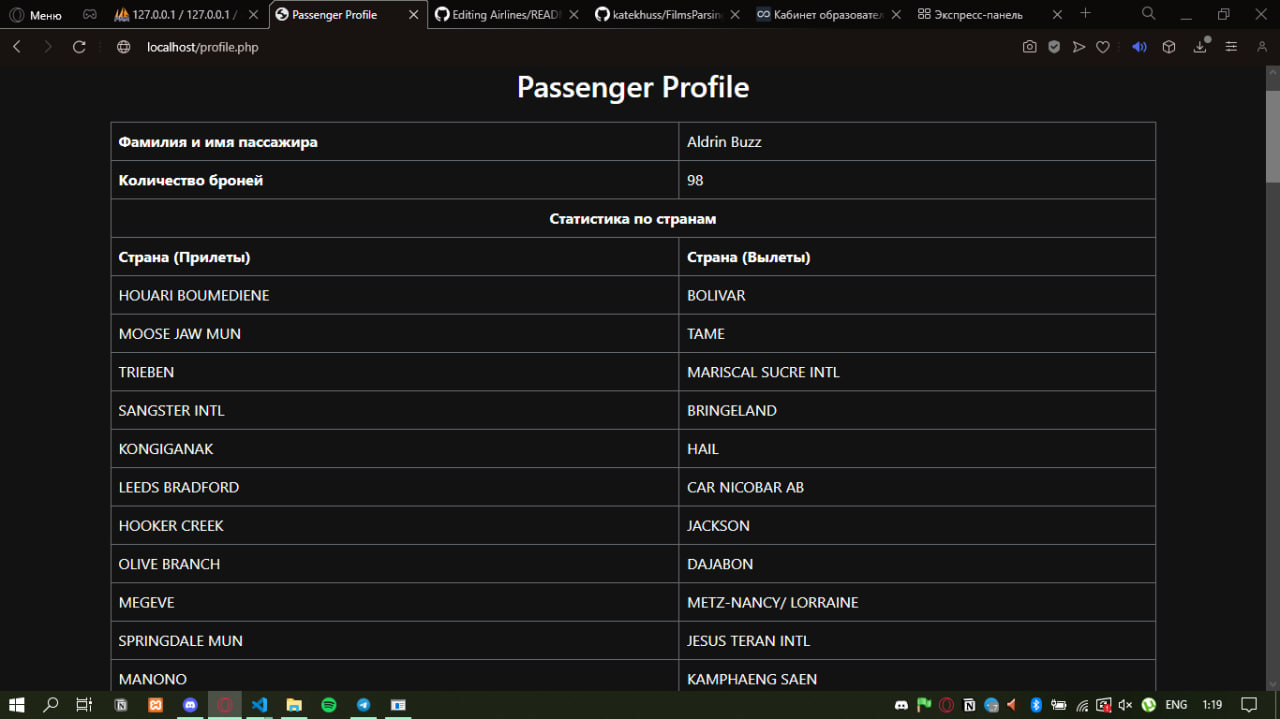 Меню
127.0.0.1 / 127.0.0.1 /
Passenger Profile
Editing Airlines/READ
katekhuss/FilmsParsing
Кабинет образовател
Экспресс-панель
localhost/profile.php
Passenger Profile
Фамилия и имя пассажира Aldrin Buzz
Количество броней 98
Статистика по странам
Страна (Прилеты) Страна (Вылеты)
HOUARI BOUMEDIENE BOLIVAR
MOOSE JAW MUN TAME
TRIEBEN MARISCAL SUCRE INTL
SANGSTER INTL BRINGELAND
KONGIGANAK HAIL
LEEDS BRADFORD CAR NICOBAR AB
HOOKER CREEK JACKSON
OLIVE BRANCH DAJABON
MEGEVE METZ-NANCY/ LORRAINE
SPRINGDALE MUN JESUS TERAN INTL
MANONO KAMPHAENG SAEN
ENG 1:19